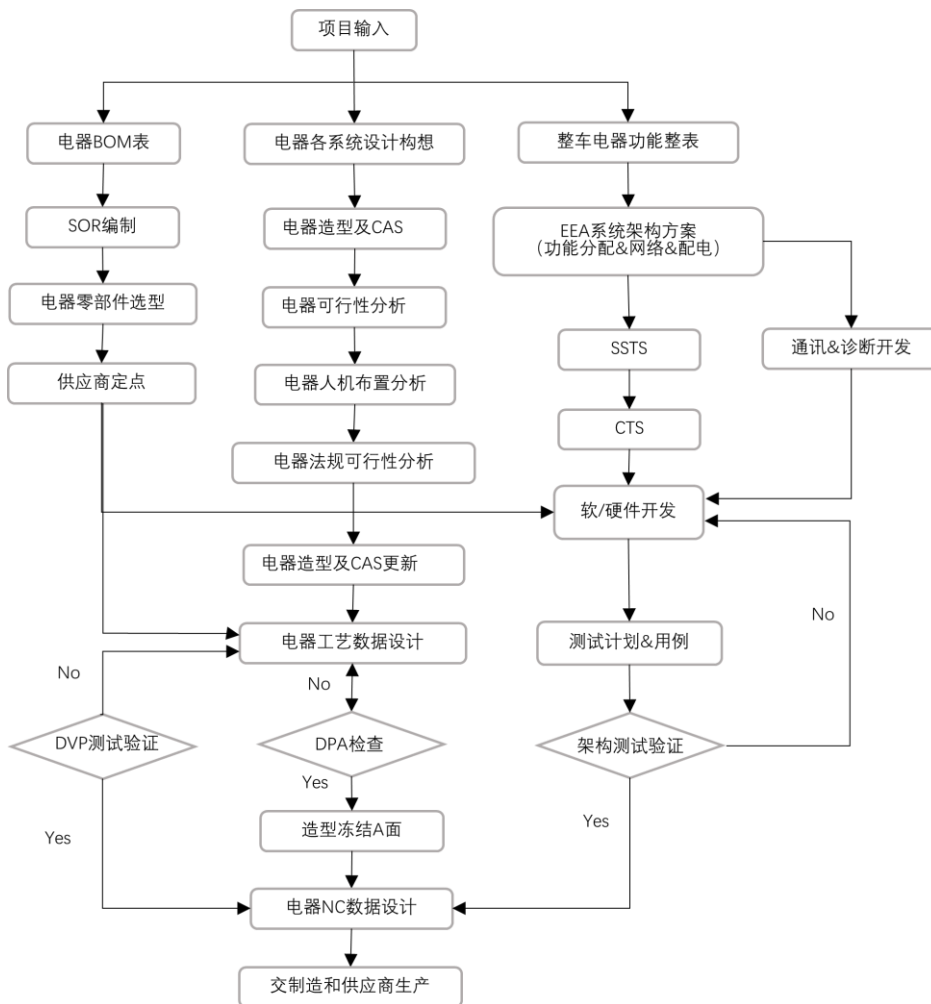 项目输入
电器BOM表
电器各系统设计构想
整车电器功能整表
SOR编制
电器造型及CAS
EEA系统架构方案
（功能分配&网络&配电）
电器零部件选型
电器可行性分析
SSTS
通讯&诊断开发
供应商定点
电器人机布置分析
CTS
电器法规可行性分析
软/硬件开发
电器造型及CAS更新
No
电器工艺数据设计
测试计划&用例
No
No
DVP测试验证
DPA检查
架构测试验证
Yes
Yes
Yes
造型冻结A面
电器NC数据设计
交制造和供应商生产